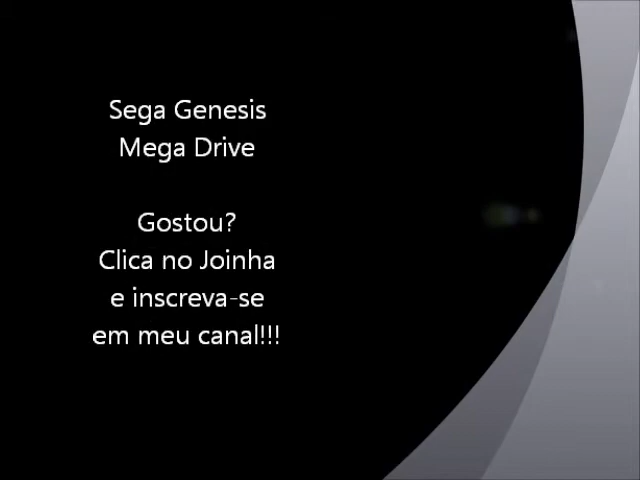 Sega Genesis
Mega Drive
Gostou?
Clica no Joinha
e inscreva-se
em meu canal!!!